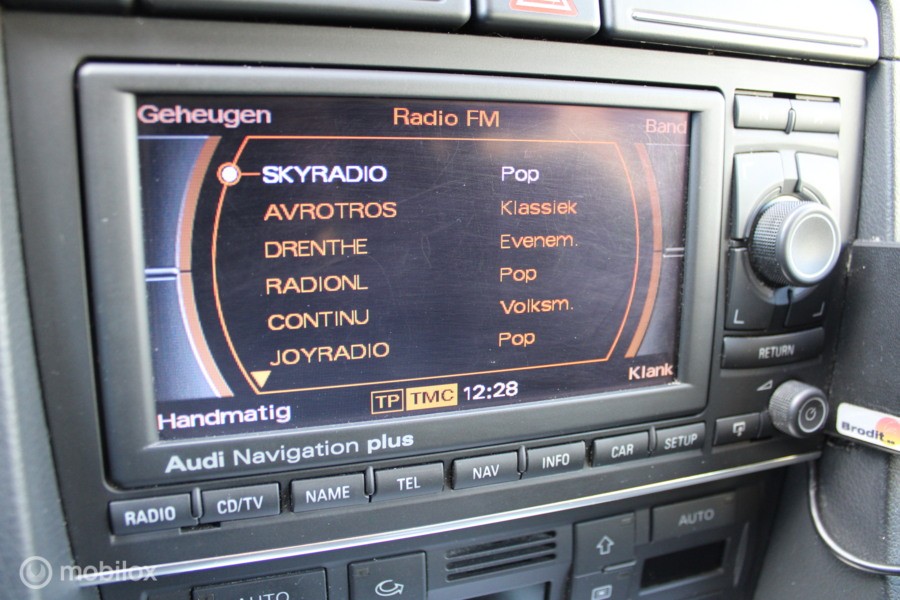 Geheugen Radio FM Band
SKYRADIO Pop
AVROTROS Klassiek
DRENTHE Evenem.
RADIONL Pop
CONTINU Volksm.
JOYRADIO Pop
Handmatig TP TMC 12:28 Klank
Audi Navigation plus
RETURN
Brodit
RADIO CD/TV NAME TEL NAV INFO CAR SETUP
AUTO
AUTO
mobilox